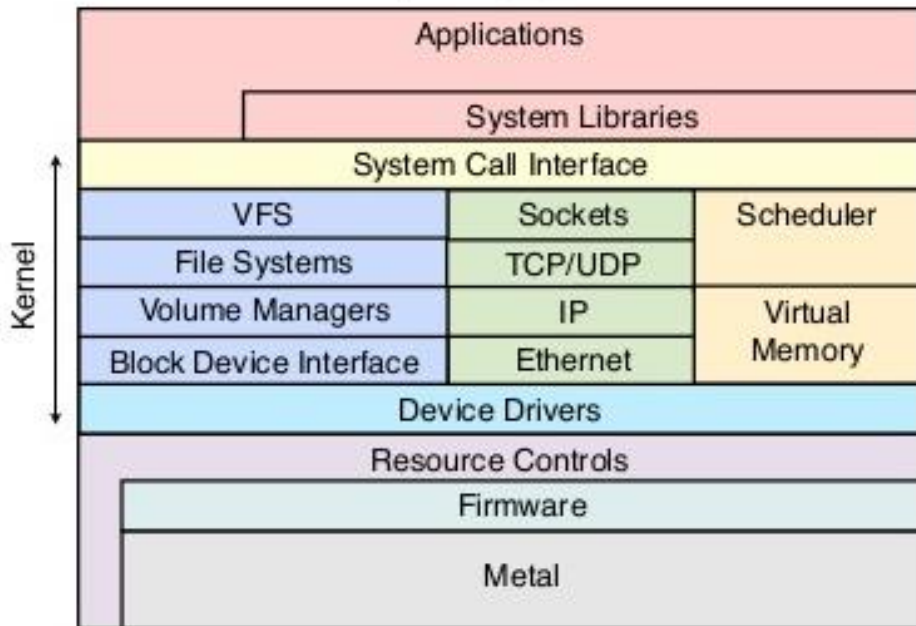 Applications
System Libraries
System Call Interface
Kernel
VFS
Sockets
Scheduler
File Systems
TCP/UDP
Volume Managers
IP
Virtual
Memory
Block Device Interface
Ethernet
Device Drivers
Resource Controls
Firmware
Metal